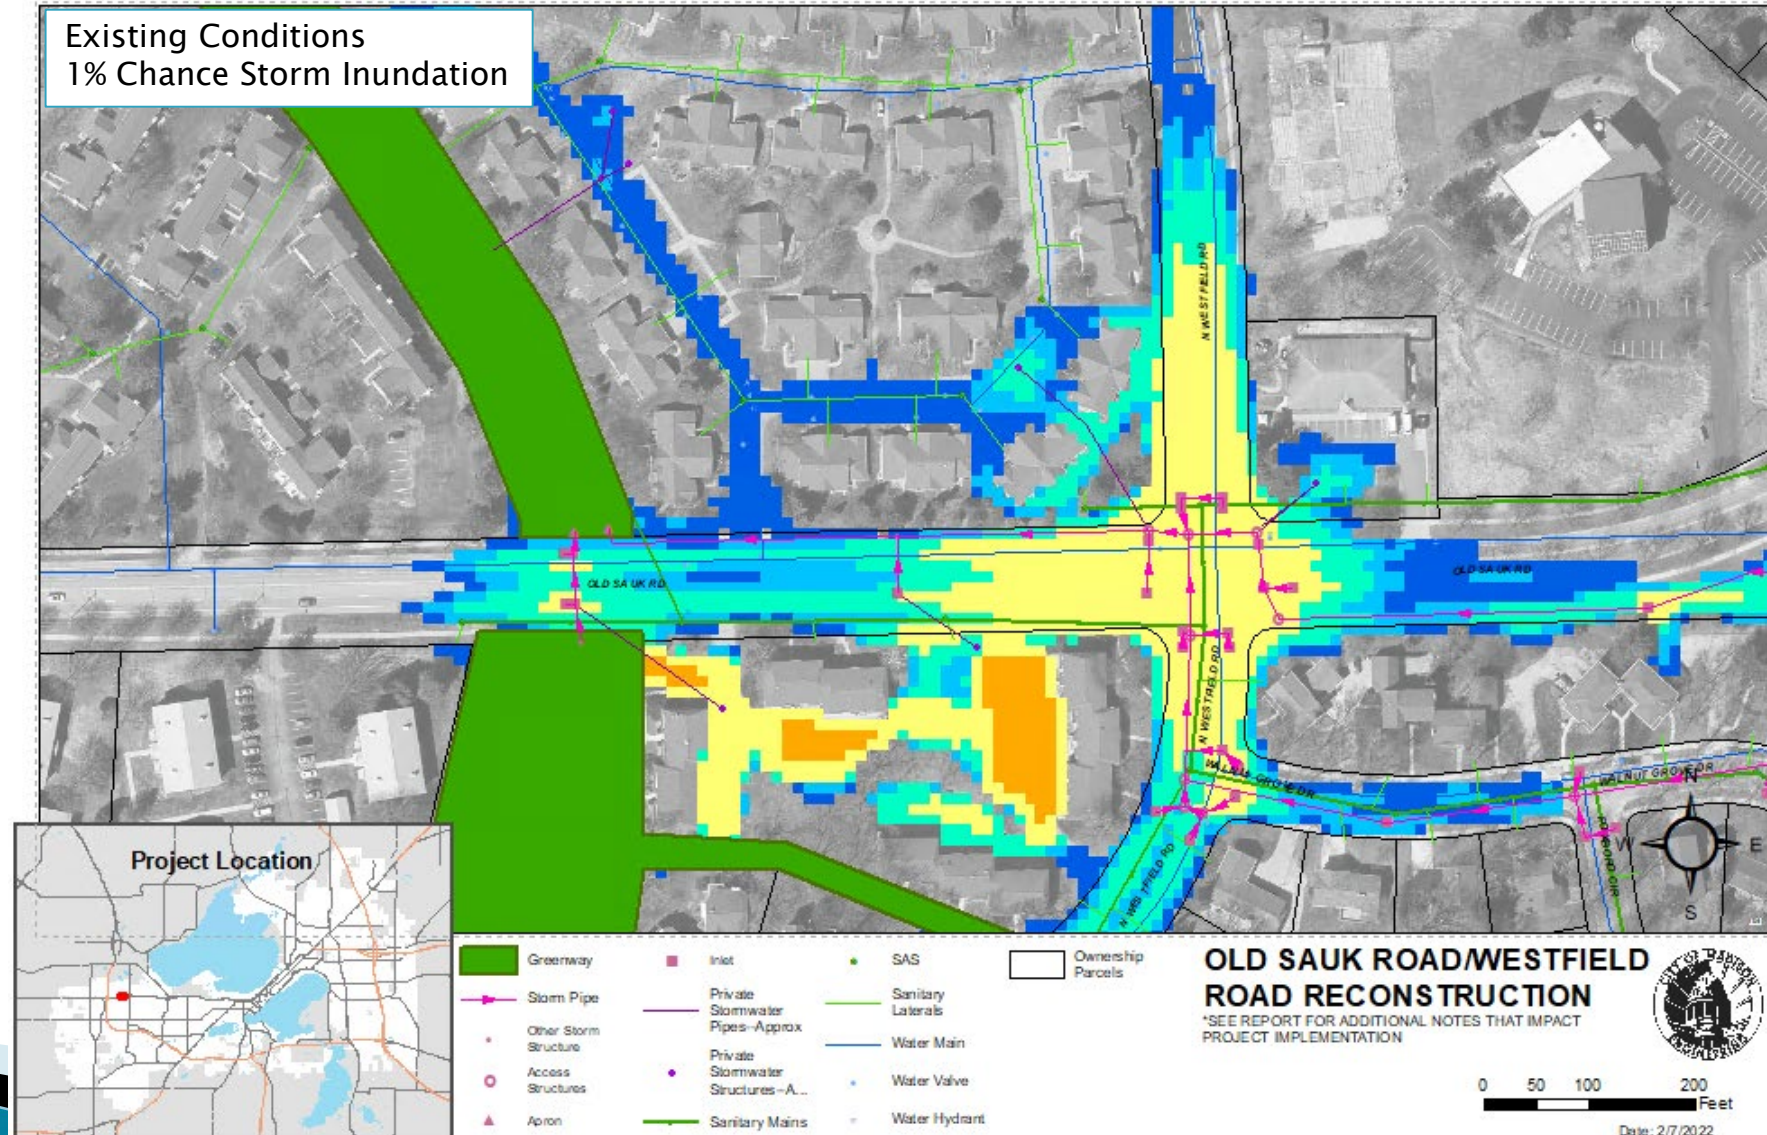 Existing Conditions
1% Chance Storm Inundation
N WESTFIELD RD
OLD SAUK RD
OLD SAUK RD
N WESTFIELD RD
WALNUT GROVE DR
WALNUT GROVE DR
N WESTFIELD RD
N
W
E
S
Project Location
Greenway
Storm Pipe
Other Storm
Structure
Access
Structures
Apron
Inlet
Private
Stormwater
Pipes--Approx
Private
Stormwater
Structures--A...
Sanitary Mains
SAS
Sanitary
Laterals
Water Main
Water Valve
Water Hydrant
Ownership
Parcels
OLD SAUK ROAD/WESTFIELD
ROAD RECONSTRUCTION
*SEE REPORT FOR ADDITIONAL NOTES THAT IMPACT
PROJECT IMPLEMENTATION
CITY OF MADISON
WISCONSIN
0 50 100 200
Feet
Date: 2/7/2022